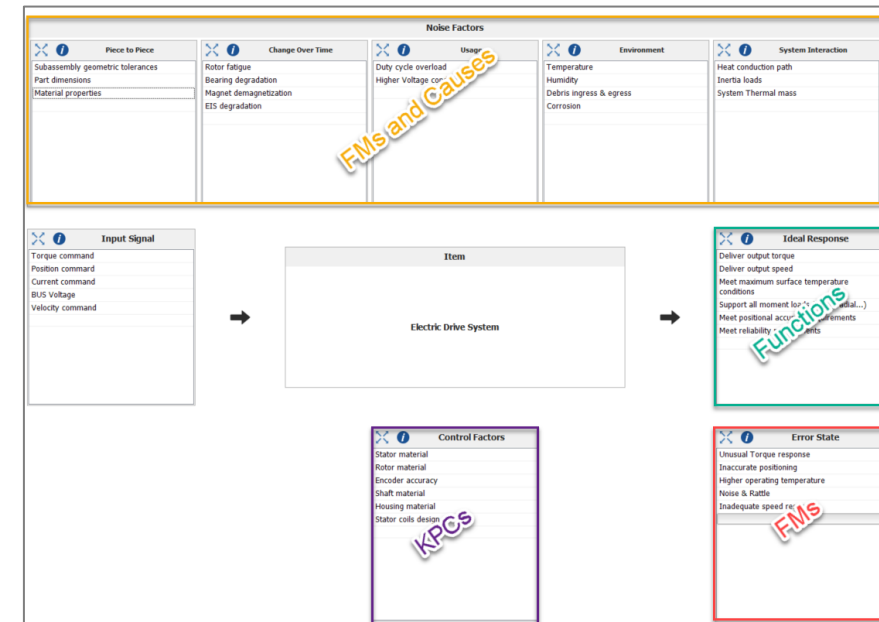 Noise Factors
Piece to Piece
Subassembly geometric tolerances
Part dimensions
Material properties
Change Over Time
Rotor fatigue
Bearing degradation
Magnet demagnetization
EIS degradation
Usage
Duty cycle overload
Higher Voltage
Environment
Temperature
Humidity
Debris ingress & egress
Corrosion
System Interaction
Heat conduction path
Inertia loads
System Thermal mass
FMs and Causes
Input Signal
Torque command
Position command
Current command
BUS Voltage
Velocity command
Item
Electric Drive System
Ideal Response
Deliver output torque
Deliver output speed
Meet maximum surface temperature
conditions
Support all moment
Meet positional
Meet reliability
Functions
Control Factors
Stator material
Rotor material
Encoder accuracy
Shaft material
Housing material
Stator coils design
KPCs
Error State
Unusual Torque response
Inaccurate positioning
Higher operating temperature
Noise & Rattle
Inadequate speed
FMs